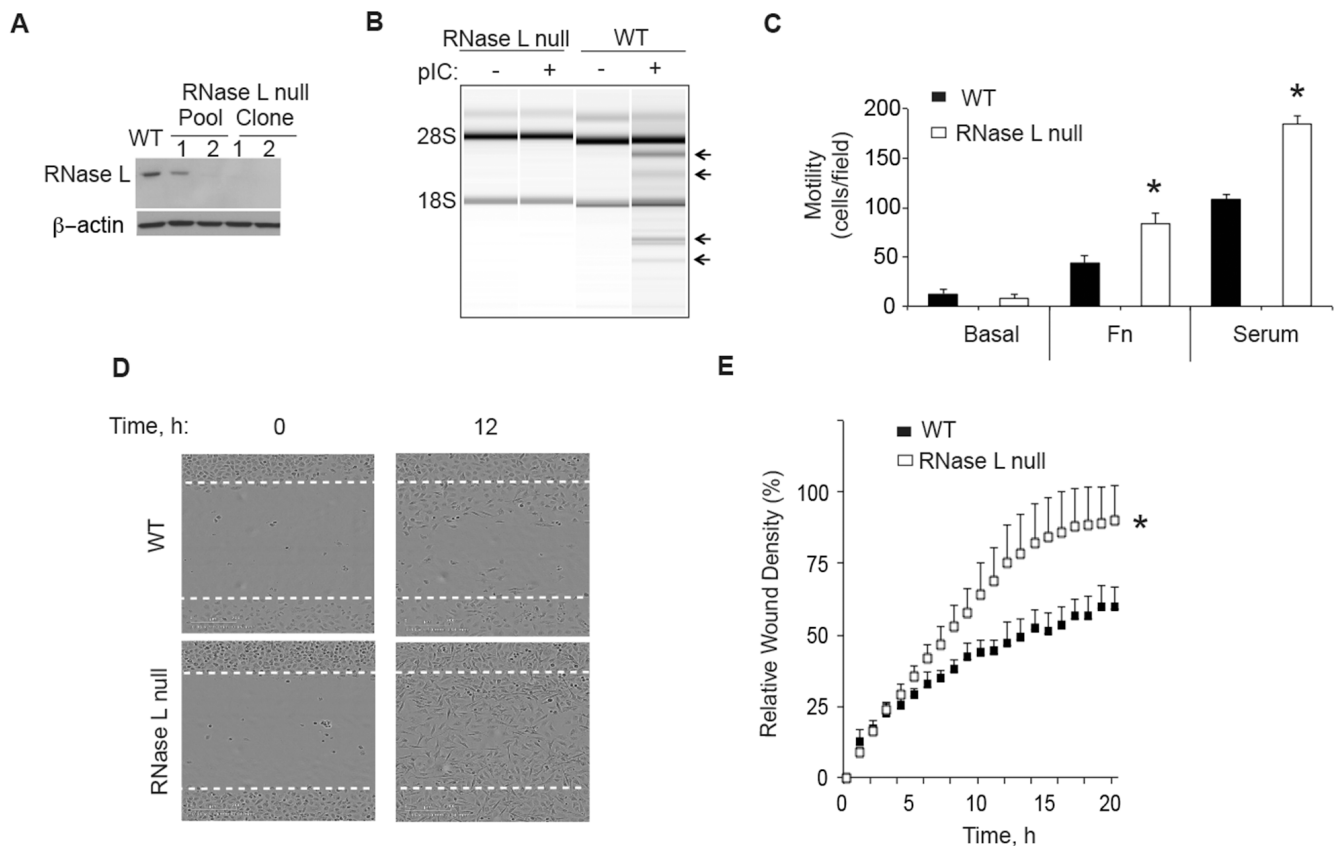 A
RNase L null
Pool Clone
WT 1 2 1 2
RNase L
β–actin
B
RNase L null WT
pIC: - + - +
28S
18S
C
WT
RNase L null
Motility
(cells/field)
200
150
100
50
0
*
*
Basal Fn Serum
D
Time, h: 0 12
WT
RNase L null
E
WT
RNase L null
Relative Wound Density (%)
100
75
50
25
0
*
0 5 10 15 20
Time, h